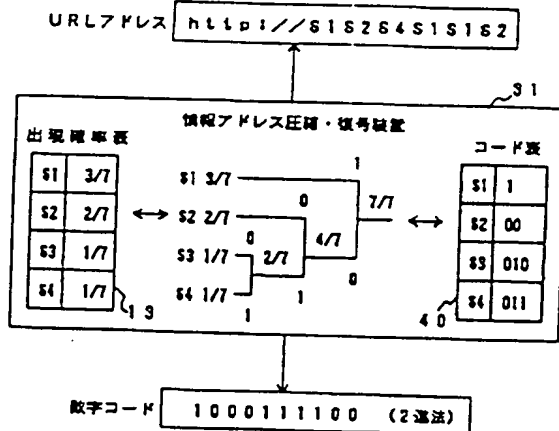 URLアドレス http://S1S2S4S1S1S2
31
情報アドレス圧縮・復号装置
出現確率表
コード表
S1 3/7
S2 2/7
S3 1/7
S4 1/7
13
S1 3/7
S2 2/7
S3 1/7
S4 1/7
1
0
0
1
2/7
4/7
1
0
7/7
S1 1
S2 00
S3 010
S4 011
40
数字コード 1000111100 (2進法)